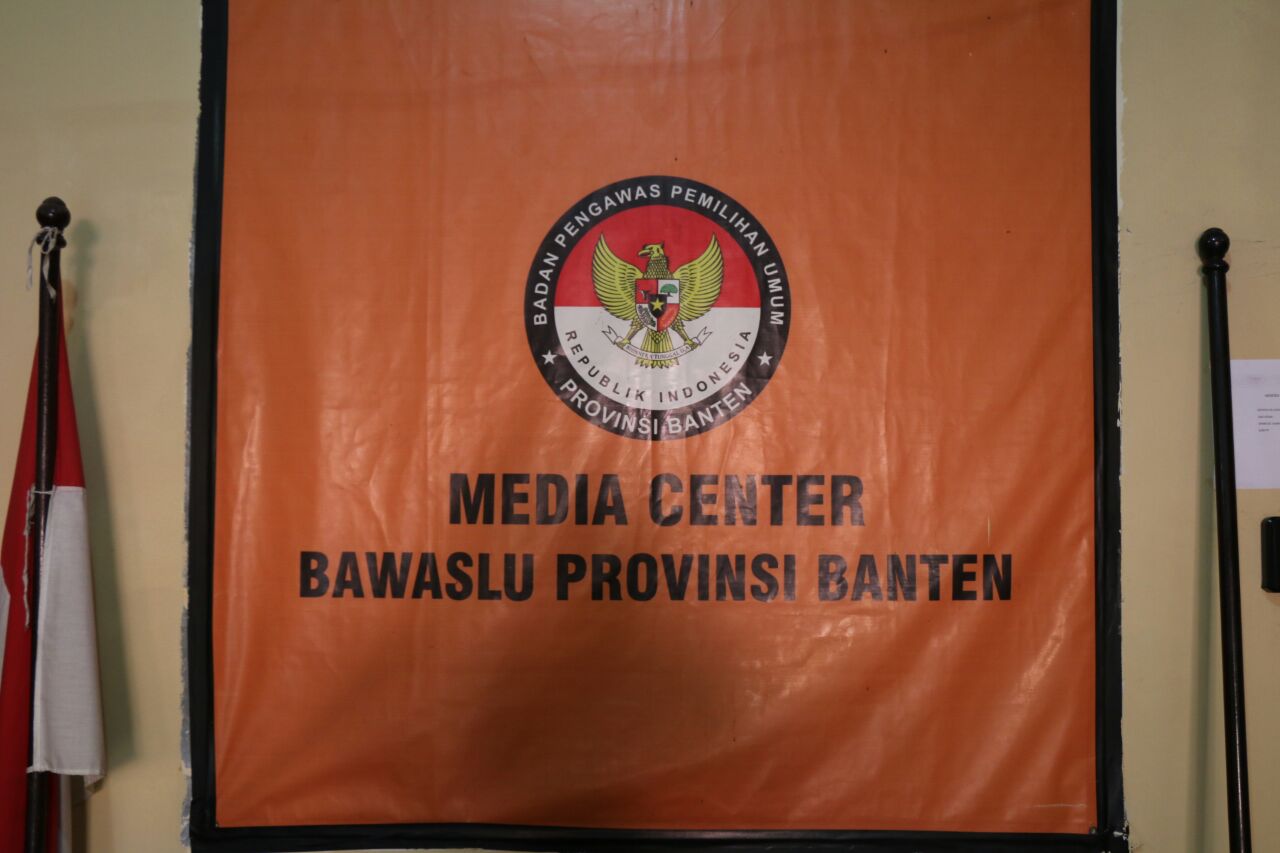 BADAN PENGAWAS PEMILIHAN UMUM
REPUBLIK INDONESIA
PROVINSI BANTEN
MEDIA CENTER
BAWASLU PROVINSI BANTEN